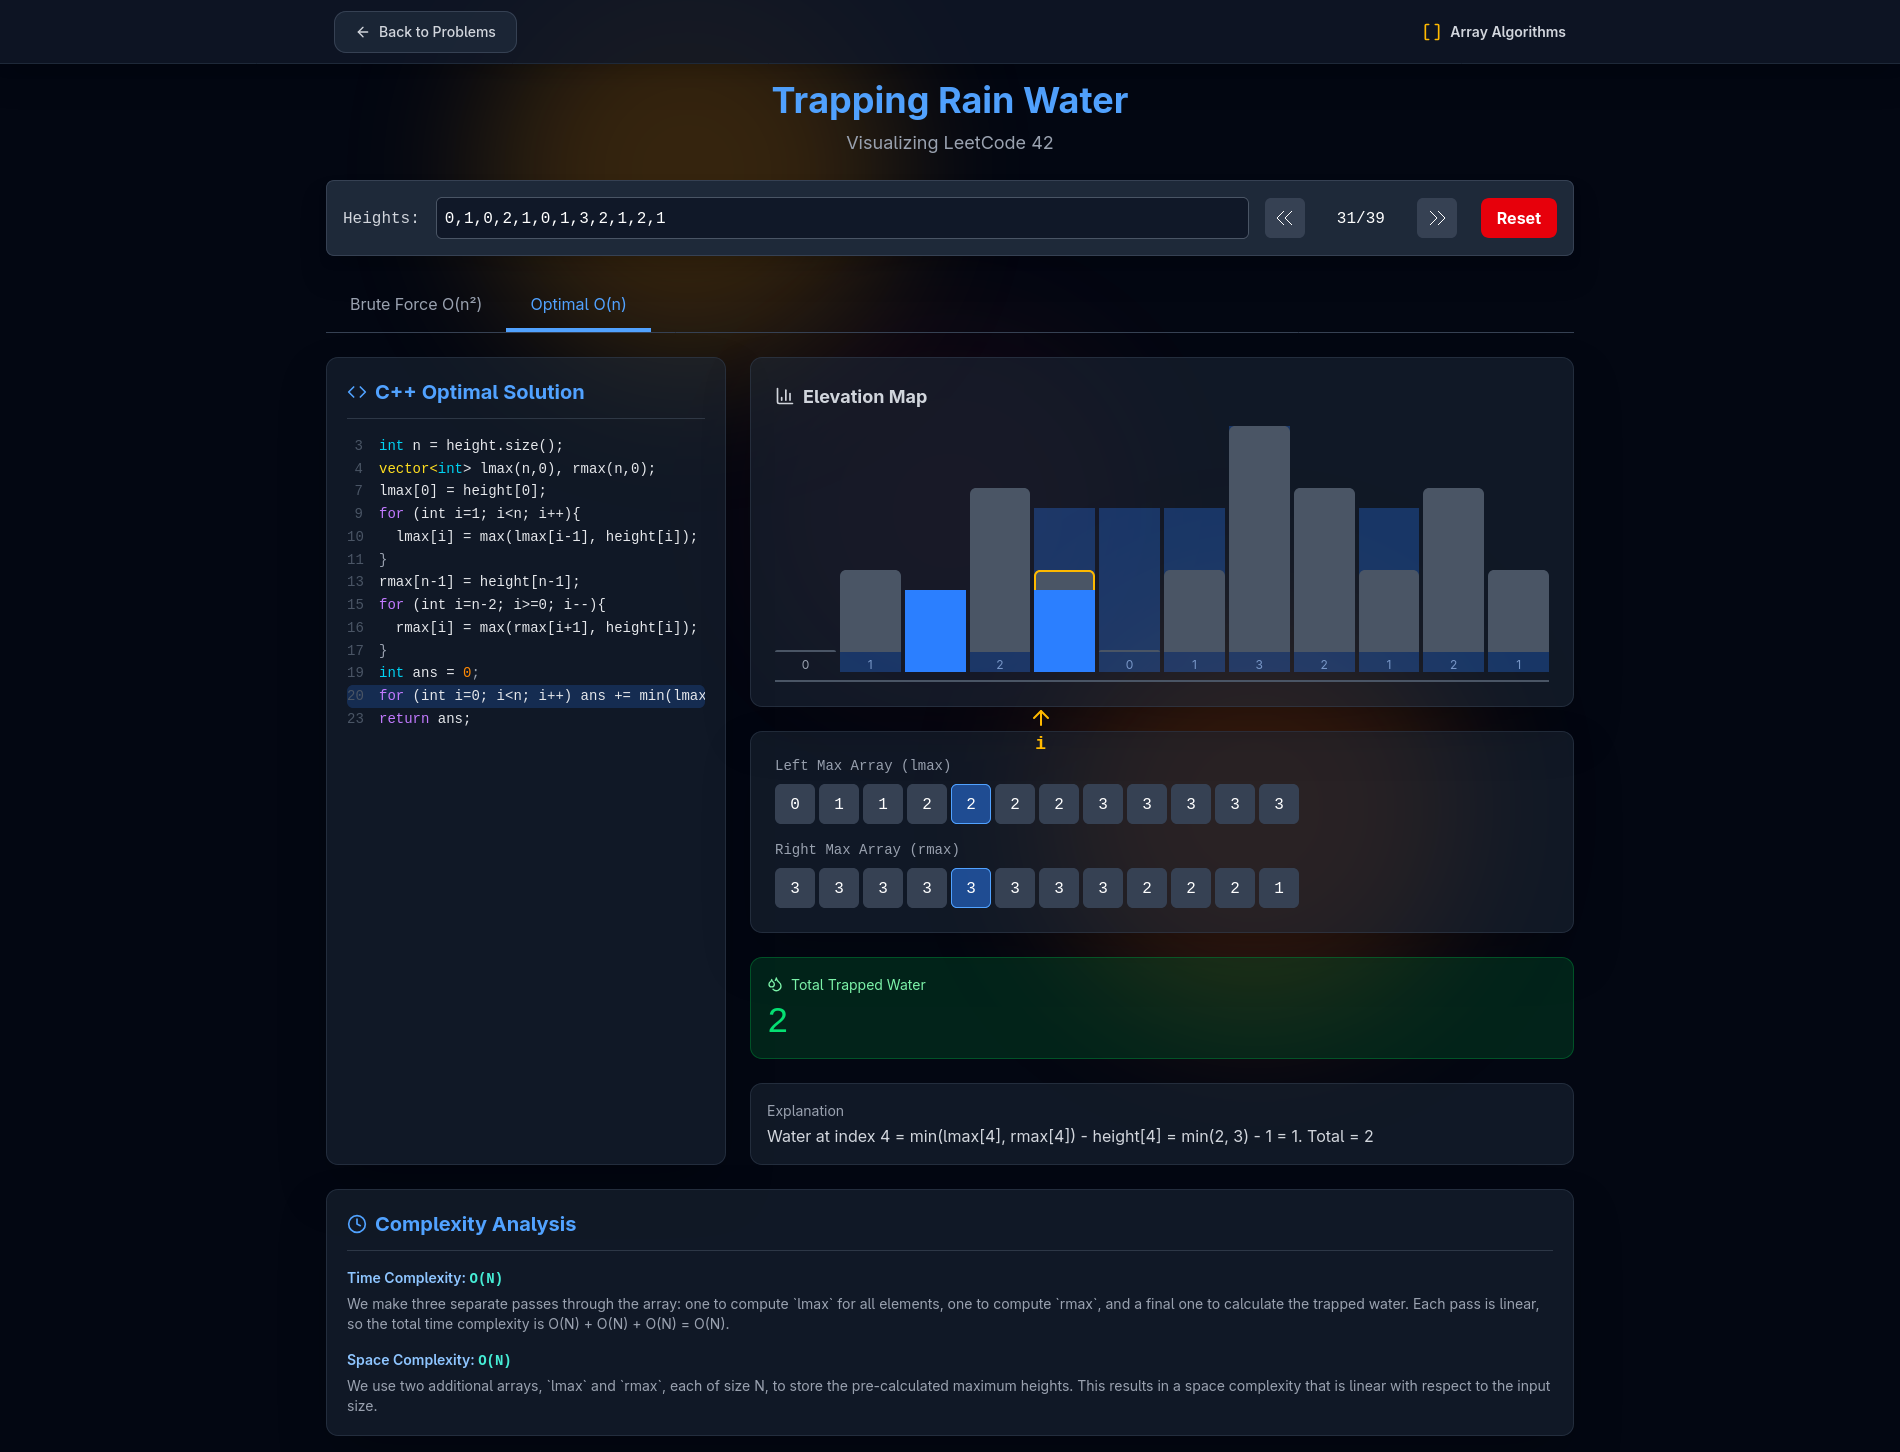 Back to Problems
Array Algorithms
Trapping Rain Water
Visualizing LeetCode 42
Heights: 0,1,0,2,1,0,1,3,2,1,2,1 31/39 Reset
Brute Force O(n²) Optimal O(n)
C++ Optimal Solution
3 int n = height.size();
4 vector<int> lmax(n,0), rmax(n,0);
7 lmax[0] = height[0];
9 for (int i=1; i<n; i++){
10 lmax[i] = max(lmax[i-1], height[i]);
11 }
13 rmax[n-1] = height[n-1];
15 for (int i=n-2; i>=0; i--){
16 rmax[i] = max(rmax[i+1], height[i]);
17 }
19 int ans = 0;
20 for (int i=0; i<n; i++) ans += min(lmax
23 return ans;
Elevation Map
0 1 2 0 1 3 2 1 2 1
i
Left Max Array (lmax)
0 1 1 2 2 2 2 3 3 3 3 3
Right Max Array (rmax)
3 3 3 3 3 3 3 3 2 2 2 1
Total Trapped Water
2
Explanation
Water at index 4 = min(lmax[4], rmax[4]) - height[4] = min(2, 3) - 1 = 1. Total = 2
Complexity Analysis
Time Complexity: O(N)
We make three separate passes through the array: one to compute `lmax` for all elements, one to compute `rmax`, and a final one to calculate the trapped water. Each pass is linear,
so the total time complexity is O(N) + O(N) + O(N) = O(N).
Space Complexity: O(N)
We use two additional arrays, `lmax` and `rmax`, each of size N, to store the pre-calculated maximum heights. This results in a space complexity that is linear with respect to the input
size.